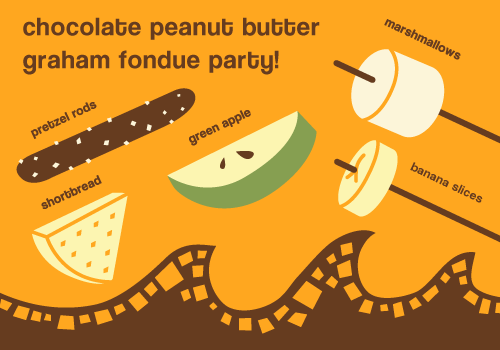 chocolate peanut butter
graham fondue party!
marshmallows
pretzel rods
green apple
banana slices
shortbread